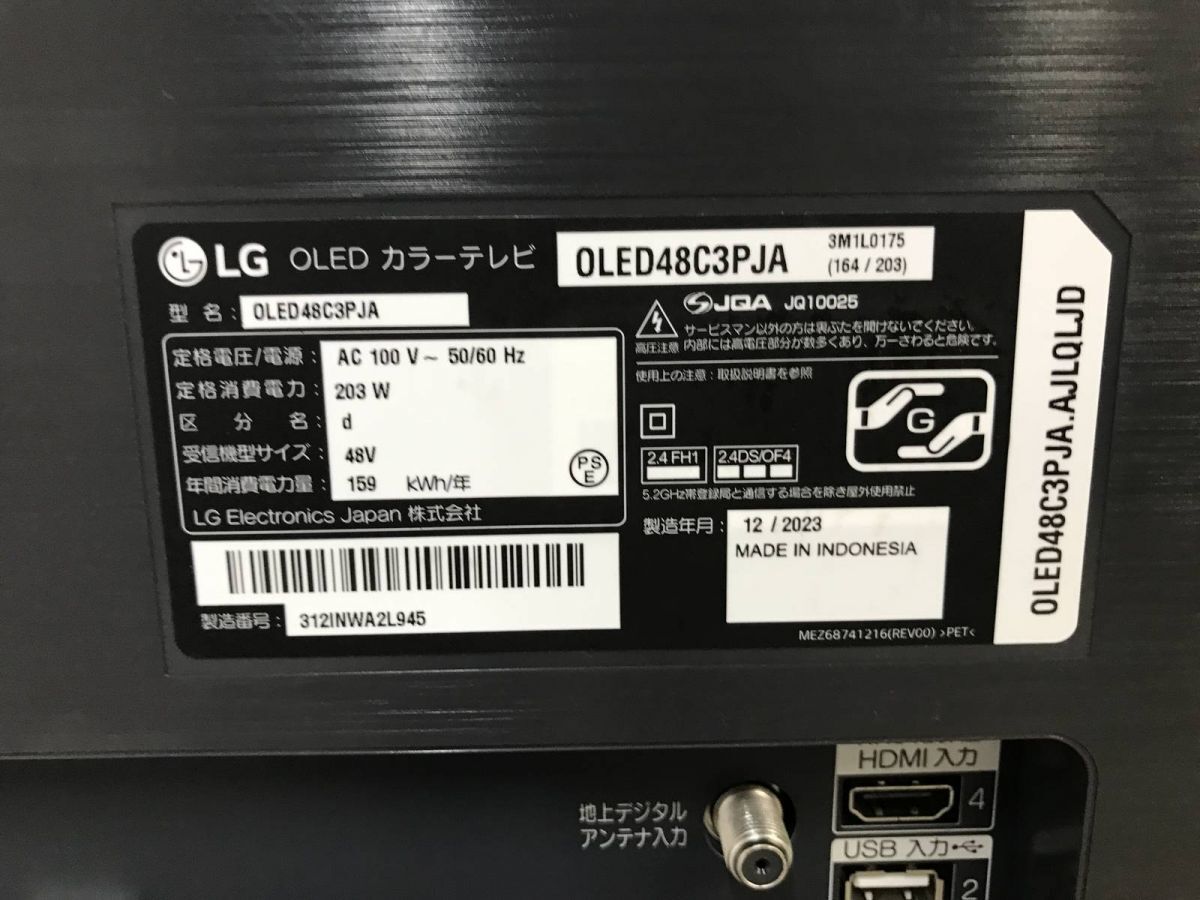 LG OLED カラーテレビ OLED48C3PJA 3M1L0175
(164 / 203)
型 名: OLED48C3PJA
定格電圧/電源: AC 100 V ~ 50/60 Hz
定格消費電力: 203 W
区 分 名: d
受信機型サイズ: 48V
年間消費電力量: 159 kWh/年
PS
E
LG Electronics Japan 株式会社
製造番号: 312INWA2L945
JQA JQ10025
サービスマン以外の方は裏ぶたを開けないでください。
高圧注意 内部には高電圧部分が数多くあり、万一さわると危険です。
使用上の注意:取扱説明書を参照
G
2.4 FH1 2.4DS/OF4
5.2GHz帯登録局と通信する場合を除き屋外使用禁止
製造年月: 12 / 2023
MADE IN INDONESIA
MEZ68741216(REV00) >PET<
OLED48C3PJA.AJLQLJD
HDMI 入力
4
地上デジタル
アンテナ入力
USB 入力
2